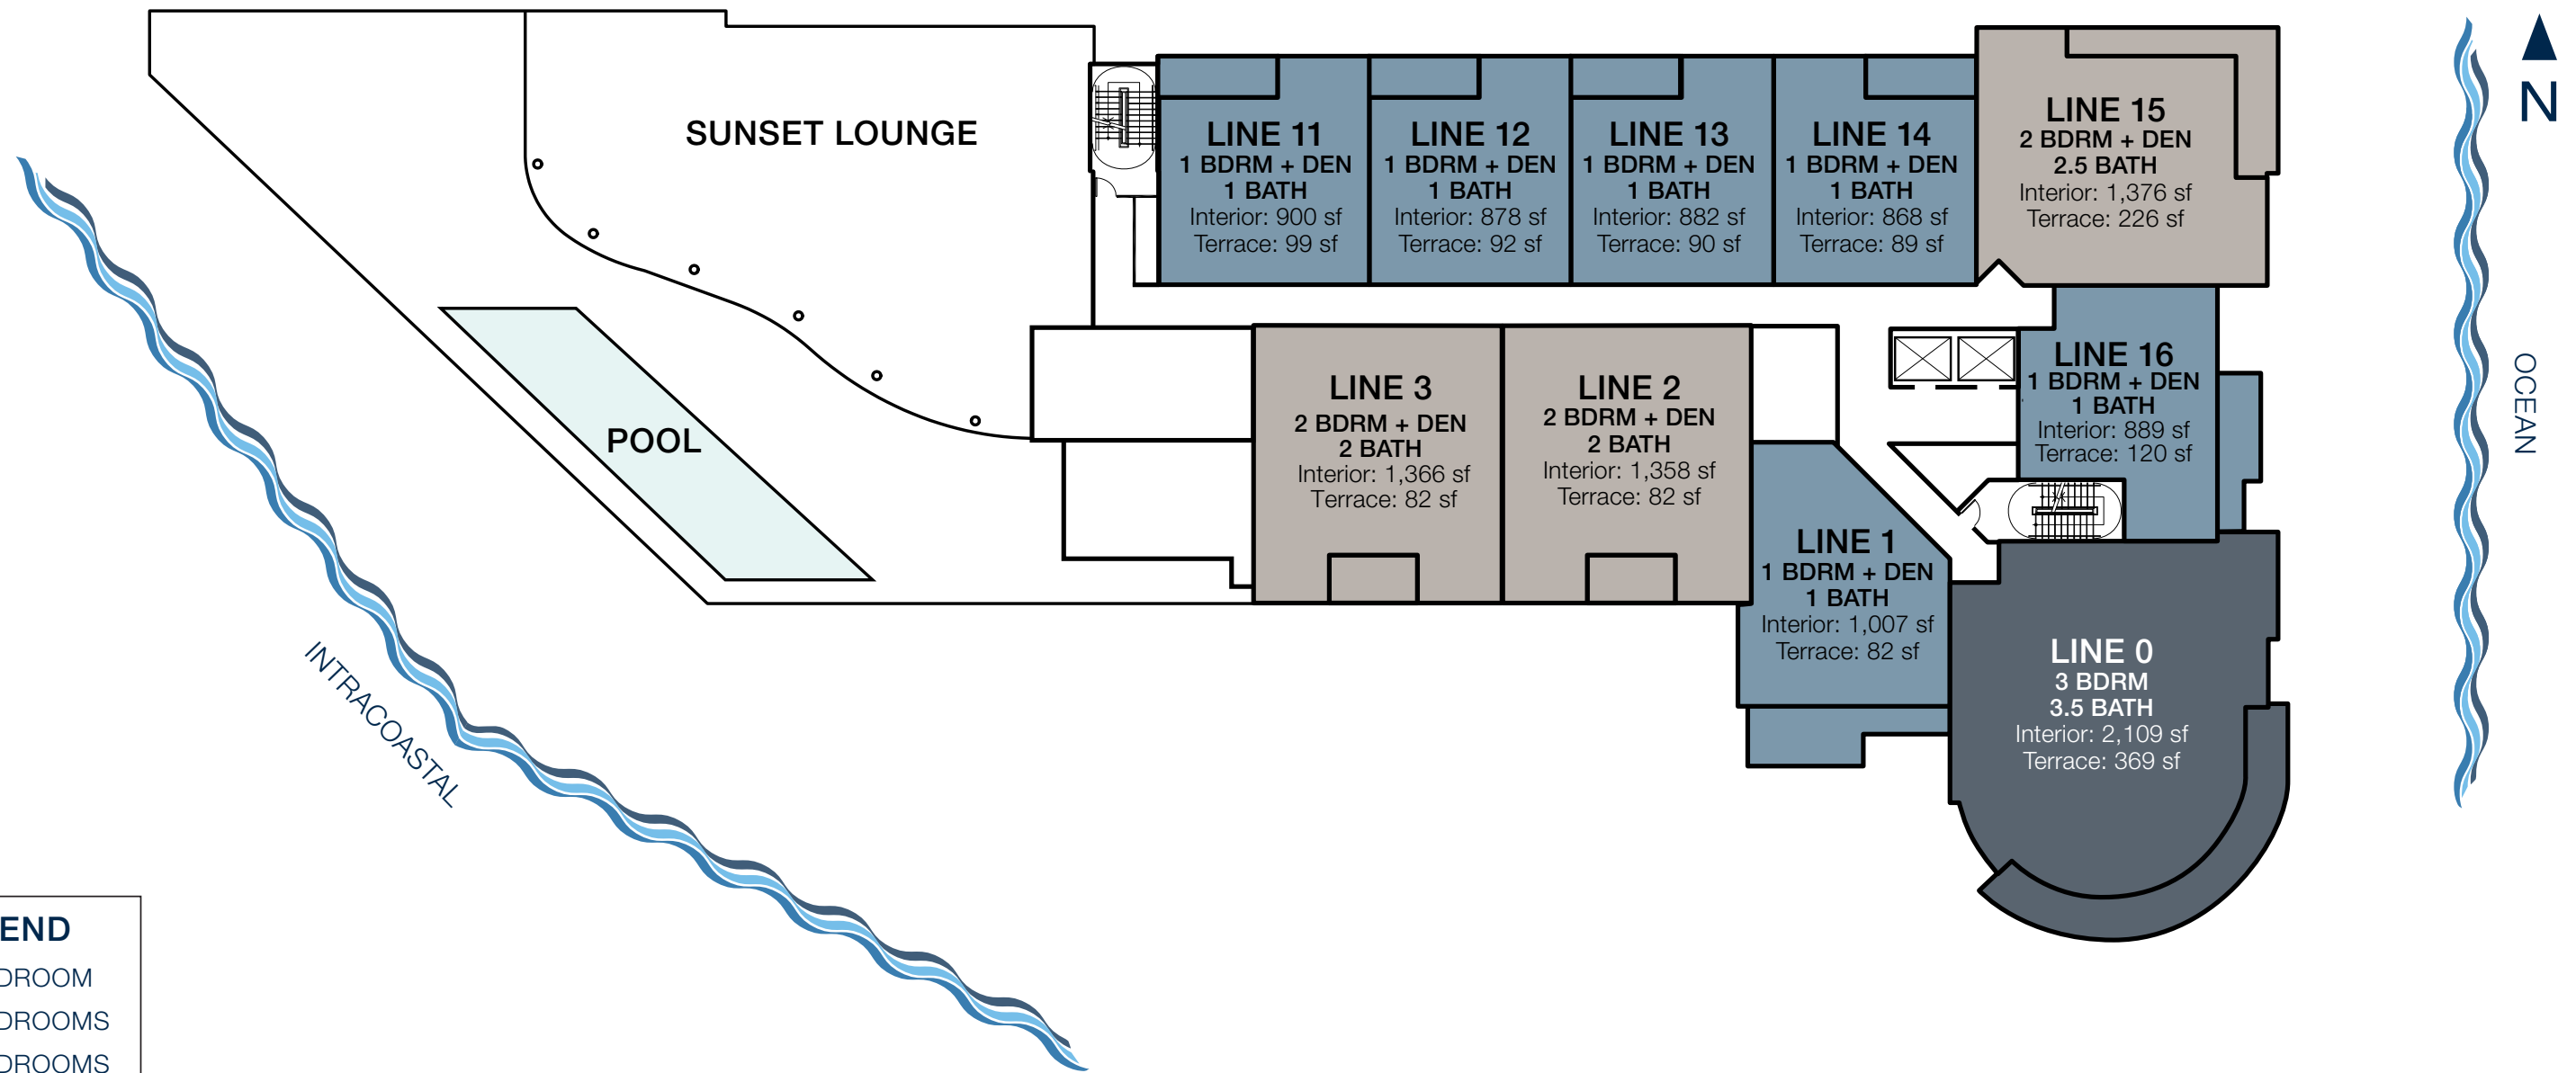 SUNSET LOUNGE
POOL
LINE 11
1 BDRM + DEN
1 BATH
Interior: 900 sf
Terrace: 99 sf
LINE 12
1 BDRM + DEN
1 BATH
Interior: 878 sf
Terrace: 92 sf
LINE 13
1 BDRM + DEN
1 BATH
Interior: 882 sf
Terrace: 90 sf
LINE 14
1 BDRM + DEN
1 BATH
Interior: 868 sf
Terrace: 89 sf
LINE 15
2 BDRM + DEN
2.5 BATH
Interior: 1,376 sf
Terrace: 226 sf
N
OCEAN
LINE 3
2 BDRM + DEN
2 BATH
Interior: 1,366 sf
Terrace: 82 sf
LINE 2
2 BDRM + DEN
2 BATH
Interior: 1,358 sf
Terrace: 82 sf
LINE 16
1 BDRM + DEN
1 BATH
Interior: 889 sf
Terrace: 120 sf
LINE 1
1 BDRM + DEN
1 BATH
Interior: 1,007 sf
Terrace: 82 sf
LINE 0
3 BDRM
3.5 BATH
Interior: 2,109 sf
Terrace: 369 sf
INTRACOASTAL
END
DROOM
DROOMS
DROOMS